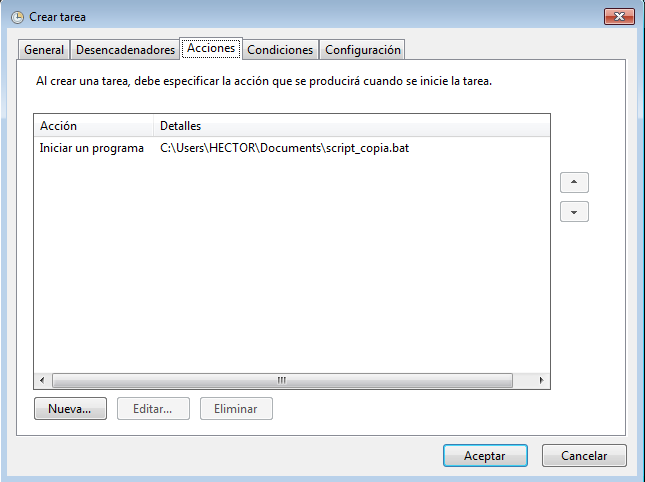 Crear tarea
General Desencadenadores Acciones Condiciones Configuración
Al crear una tarea, debe especificar la acción que se producirá cuando se inicie la tarea.
Acción Detalles
Iniciar un programa C:\Users\HECTOR\Documents\script_copia.bat
Nueva... Editar... Eliminar
Aceptar Cancelar